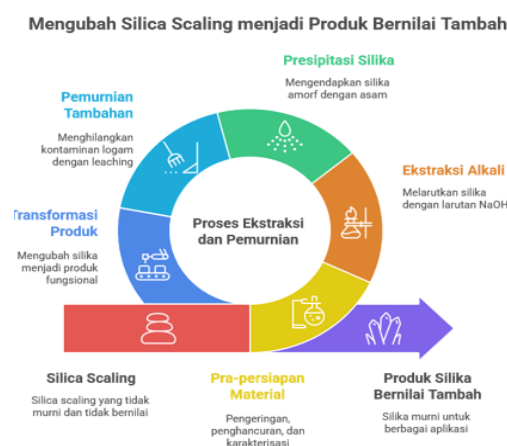 Mengubah Silica Scaling menjadi Produk Bernilai Tambah
Presipitasi Silika
Mengendapkan silika
amorf dengan asam
Pemurnian
Tambahan
Menghilangkan
kontaminan logam
dengan leaching
Ekstraksi Alkali
Melarutkan silika
dengan larutan NaOH
Transformasi
Produk
Mengubah silika
menjadi produk
fungsional
Proses Ekstraksi
dan Pemurnian
Silica Scaling
Silica scaling yang tidak
murni dan tidak bernilai
Pra-persiapan
Material
Pengeringan,
penghancuran, dan
karakterisasi
Produk Silika
Bernilai Tambah
Silika murni untuk
berbagai aplikasi